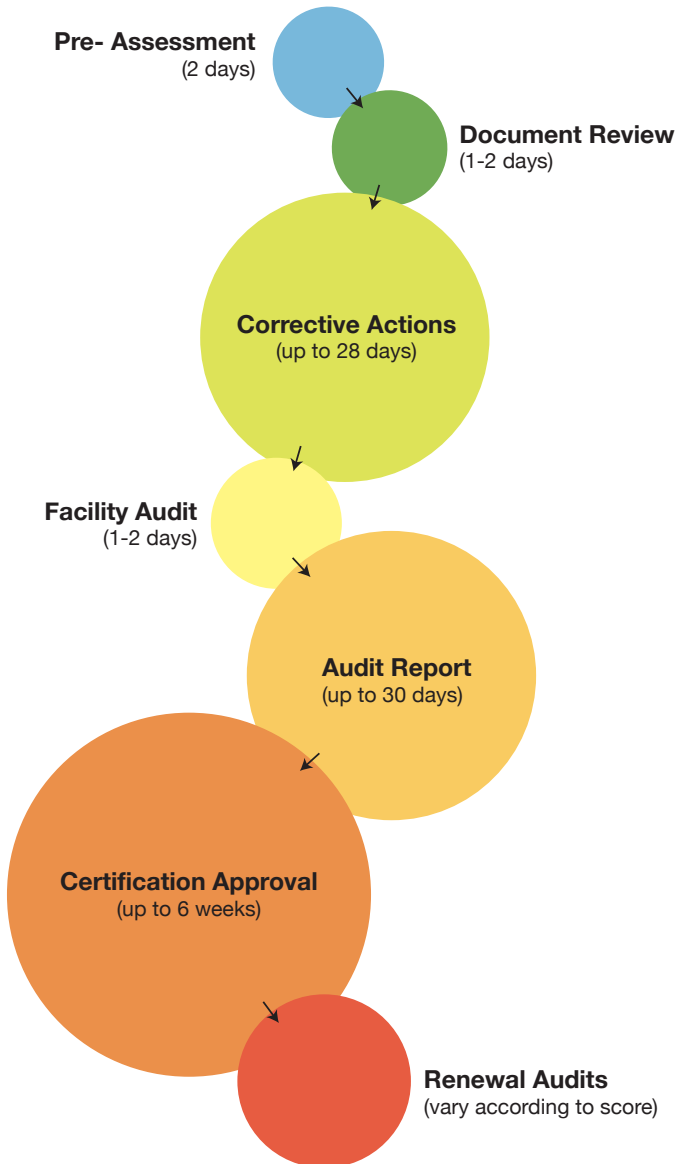 Pre- Assessment
(2 days)
Document Review
(1-2 days)
Corrective Actions
(up to 28 days)
Facility Audit
(1-2 days)
Audit Report
(up to 30 days)
Certification Approval
(up to 6 weeks)
Renewal Audits
(vary according to score)